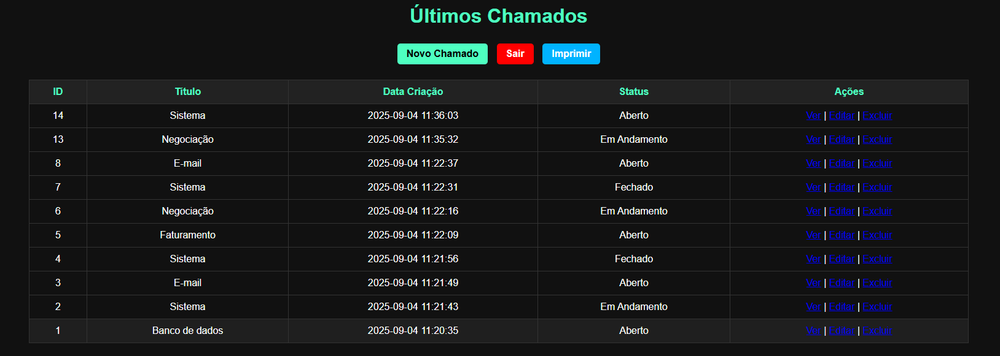 Últimos Chamados
Novo Chamado Sair Imprimir
ID Título Data Criação Status Ações
14 Sistema 2025-09-04 11:36:03 Aberto Ver | Editar | Excluir
13 Negociação 2025-09-04 11:35:32 Em Andamento Ver | Editar | Excluir
8 E-mail 2025-09-04 11:22:37 Aberto Ver | Editar | Excluir
7 Sistema 2025-09-04 11:22:31 Fechado Ver | Editar | Excluir
6 Negociação 2025-09-04 11:22:16 Em Andamento Ver | Editar | Excluir
5 Faturamento 2025-09-04 11:22:09 Aberto Ver | Editar | Excluir
4 Sistema 2025-09-04 11:21:56 Fechado Ver | Editar | Excluir
3 E-mail 2025-09-04 11:21:49 Aberto Ver | Editar | Excluir
2 Sistema 2025-09-04 11:21:43 Em Andamento Ver | Editar | Excluir
1 Banco de dados 2025-09-04 11:20:35 Aberto Ver | Editar | Excluir